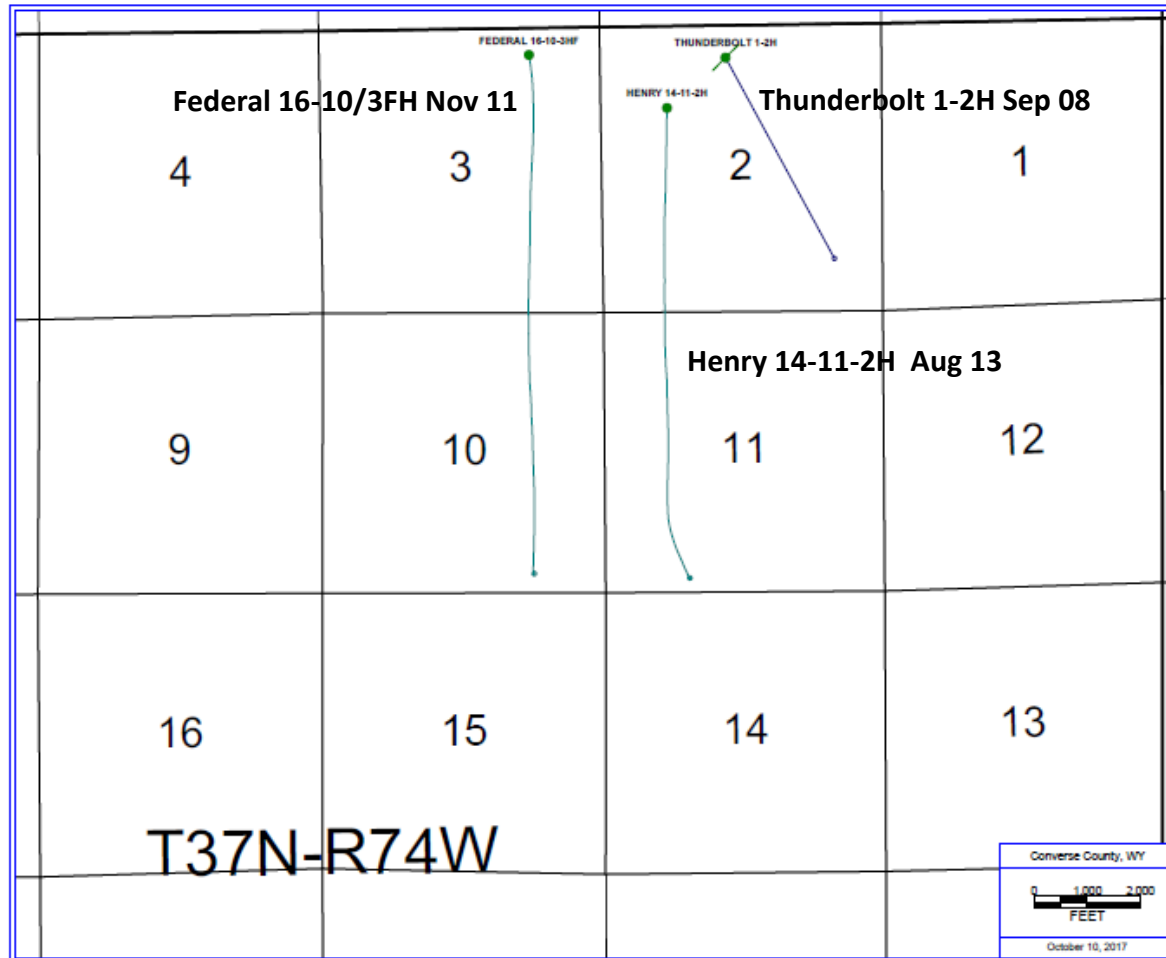 FEDERAL 16-10-3HF
THUNDERBOLT 1-2H
Federal 16-10/3FH Nov 11
HENRY 14-11-2H
Thunderbolt 1-2H Sep 08
4
3
2
1
Henry 14-11-2H Aug 13
9
10
11
12
16
15
14
13
T37N-R74W
Converse County, WY
0 1,000 2,000
FEET
October 10, 2017